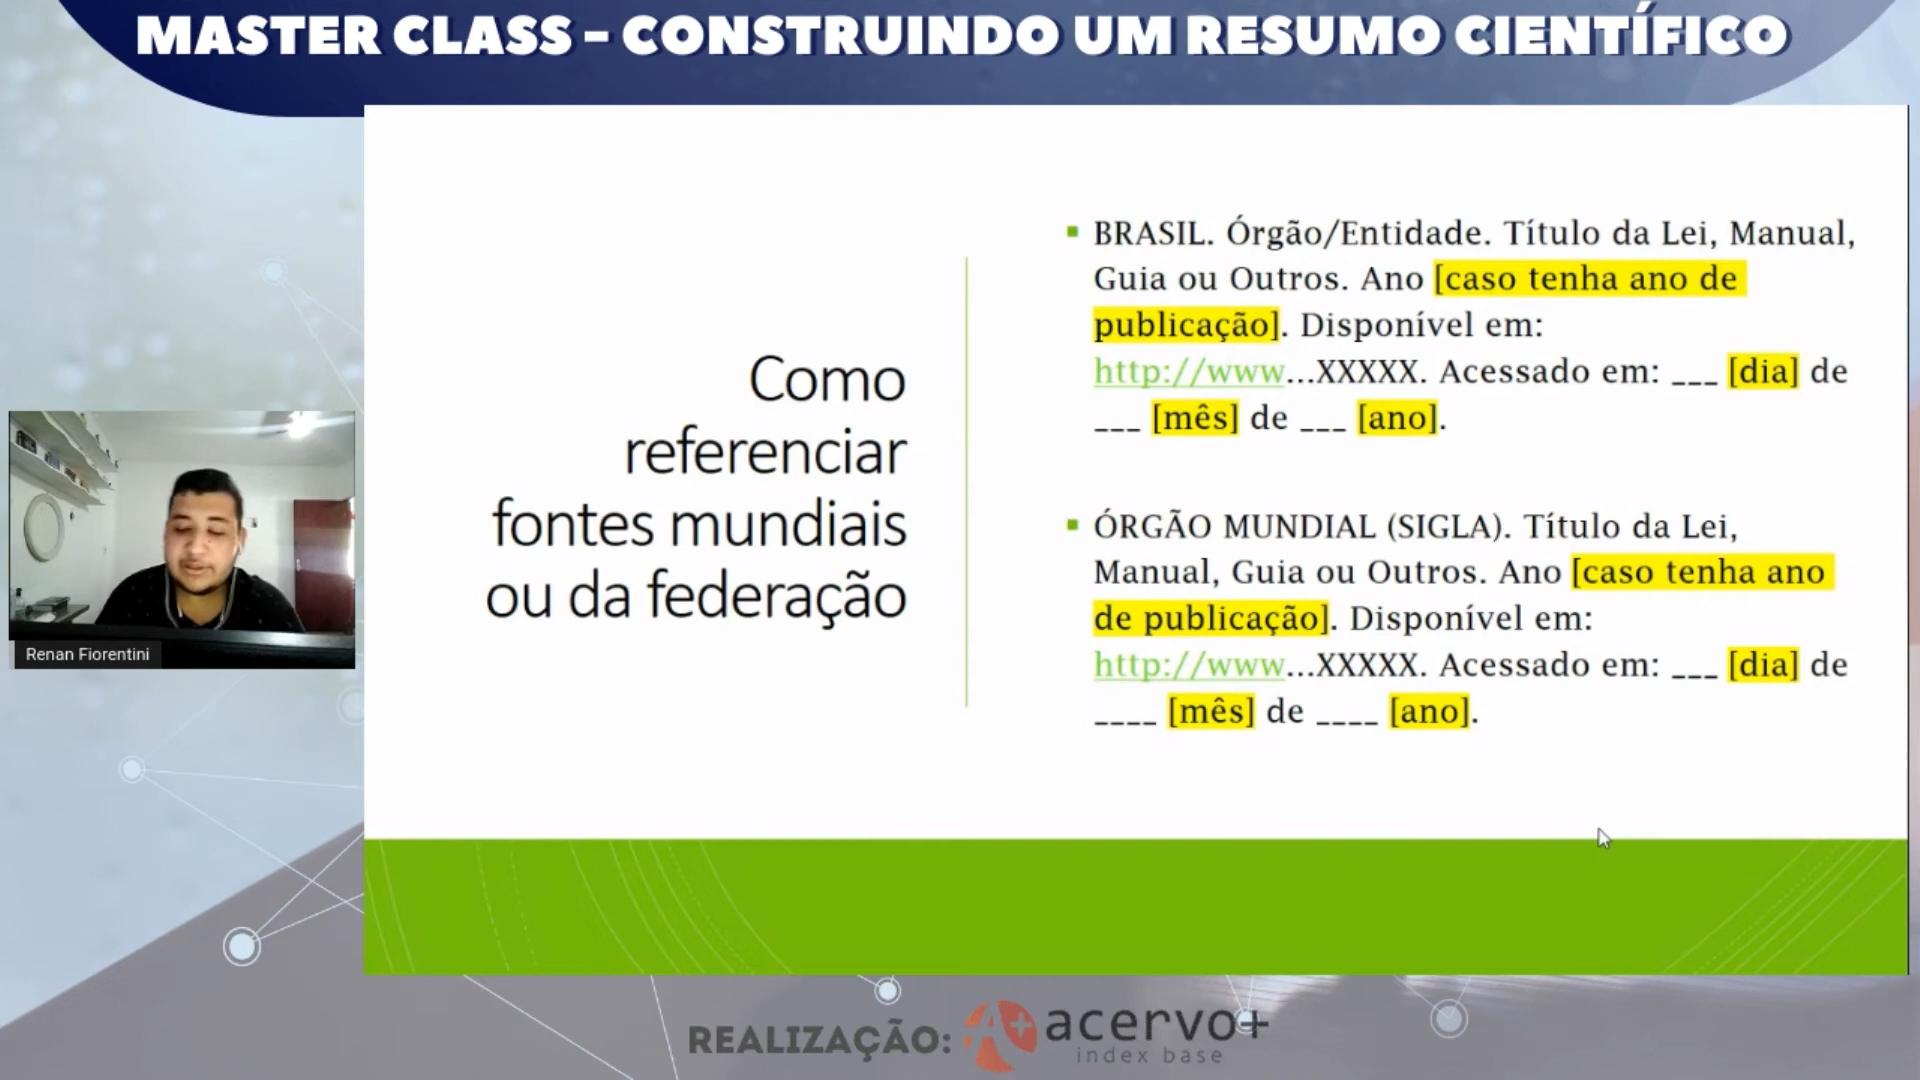 MASTER CLASS – CONSTRUINDO UM RESUMO CIENTÍFICO
Como
referenciar
fontes mundiais
ou da federação
▪ BRASIL. Órgão/Entidade. Título da Lei, Manual,
Guia ou Outros. Ano [caso tenha ano de
publicação]. Disponível em:
http://www...XXXXX. Acessado em: ___ [dia] de
___ [mês] de ___ [ano].
▪ ÓRGÃO MUNDIAL (SIGLA). Título da Lei,
Manual, Guia ou Outros. Ano [caso tenha ano
de publicação]. Disponível em:
http://www...XXXXX. Acessado em: ___ [dia] de
____ [mês] de ____ [ano].
Renan Fiorentini
REALIZAÇÃO: A+ acervo+
index base